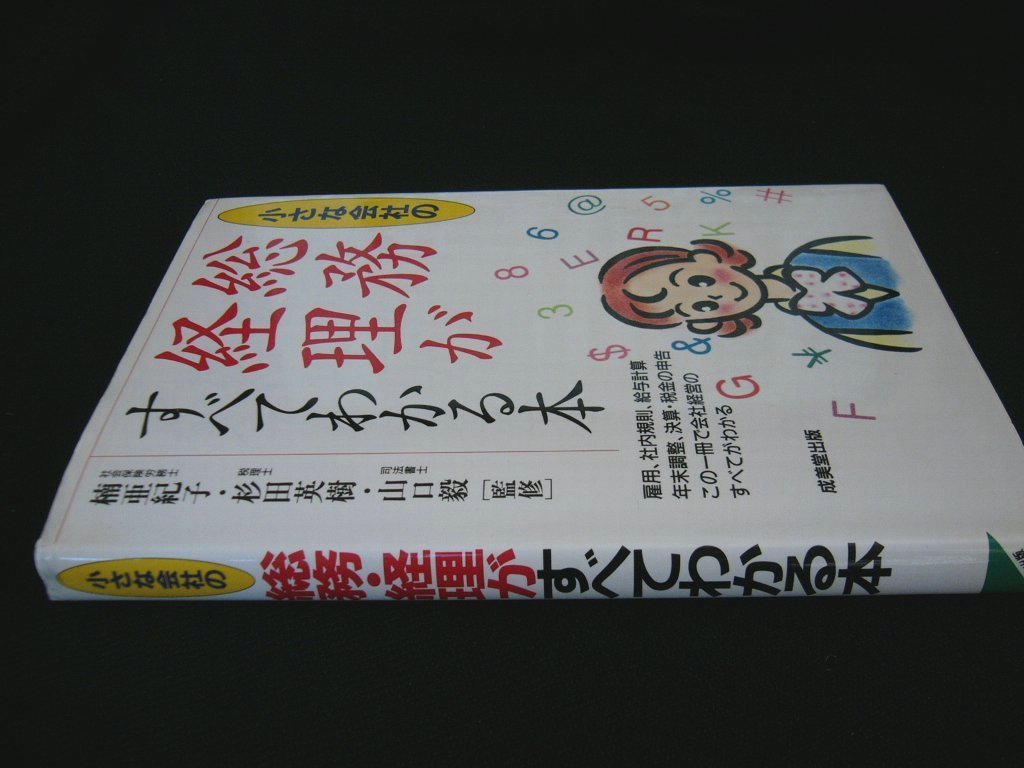 小さな会社の
総務
経理が
すべてわかる本
社会保険労務士 税理士 司法書士
楠亜紀子・杉田英樹・山口毅[監修]
雇用、社内規則、給与計算
年末調整、決算・税金の申告
この一冊で会社経営の
すべてがわかる
成美堂出版
@ 5 % #
6 R K
8 E
3
$ & *
G F
小さな会社の 総務・経理がすべてわかる本